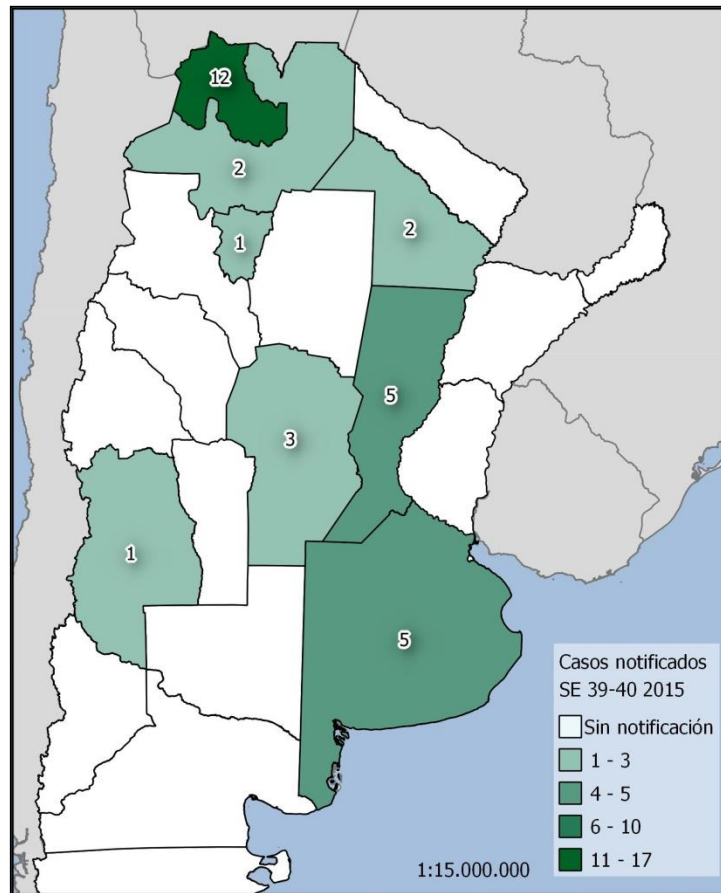 12
2
1
2
5
3
1
5
Casos notificados
SE 39-40 2015
Sin notificación
1 - 3
4 - 5
6 - 10
11 - 17
1:15.000.000